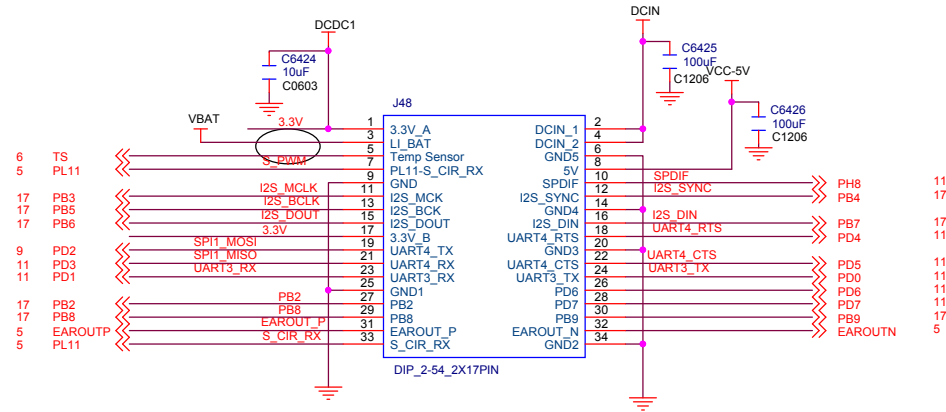 DCDC1
DCIN
C6424
10uF
C0603
C6425
100uF
C1206
VCC-5V
C6426
100uF
C1206
VBAT
J48
3.3V 1 3.3V_A DCIN_1 2
3 LI_BAT DCIN_2 4
6 TS 5 Temp Sensor GND5 6
5 PL11 S_PWM 7 PL11-S_CIR_RX 5V 8
9 GND SPDIF 10 SPDIF PH8 11
17 PB3 I2S_MCLK 11 I2S_MCK I2S_SYNC 12 I2S_SYNC PB4 17
17 PB5 I2S_BCLK 13 I2S_BCK GND4 14
17 PB6 I2S_DOUT 15 I2S_DOUT I2S_DIN 16 I2S_DIN PB7 17
3.3V 17 3.3V_B UART4_RTS 18 UART4_RTS PD4 11
9 PD2 SPI1_MOSI 19 UART4_TX GND3 20
11 PD3 SPI1_MISO 21 UART4_RX UART4_CTS 22 UART4_CTS PD5 11
11 PD1 UART3_RX 23 UART3_RX UART3_TX 24 UART3_TX PD0 11
25 GND1 PD6 26 PD6 11
17 PB2 PB2 27 PB2 PD7 28 PD7 11
17 PB8 PB8 29 PB8 PB9 30 PB9 17
5 EAROUTP EAROUT_P 31 EAROUT_P EAROUT_N 32 EAROUTN 5
5 PL11 S_CIR_RX 33 S_CIR_RX GND2 34
DIP_2-54_2X17PIN